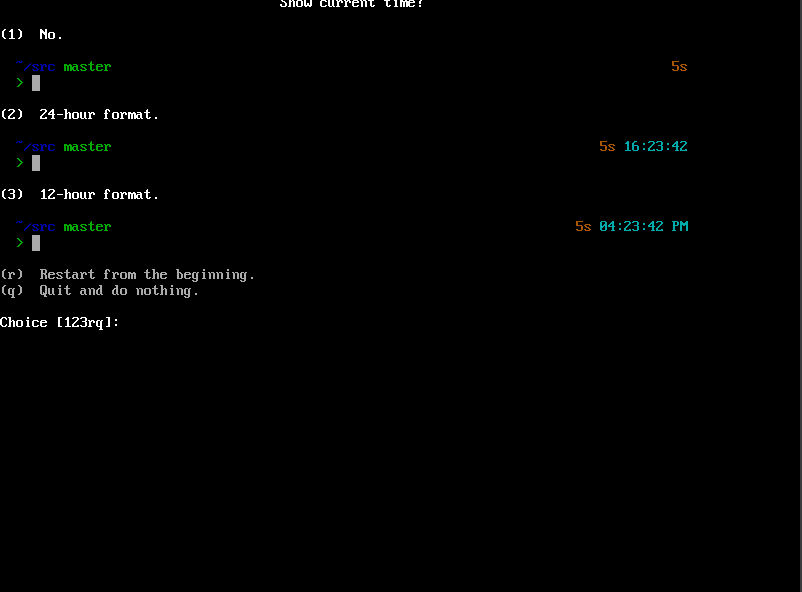 Show current time?
(1) No.
~/src master 5s
>
(2) 24-hour format.
~/src master 5s 16:23:42
>
(3) 12-hour format.
~/src master 5s 04:23:42 PM
>
(r) Restart from the beginning.
(q) Quit and do nothing.
Choice [123rq]: